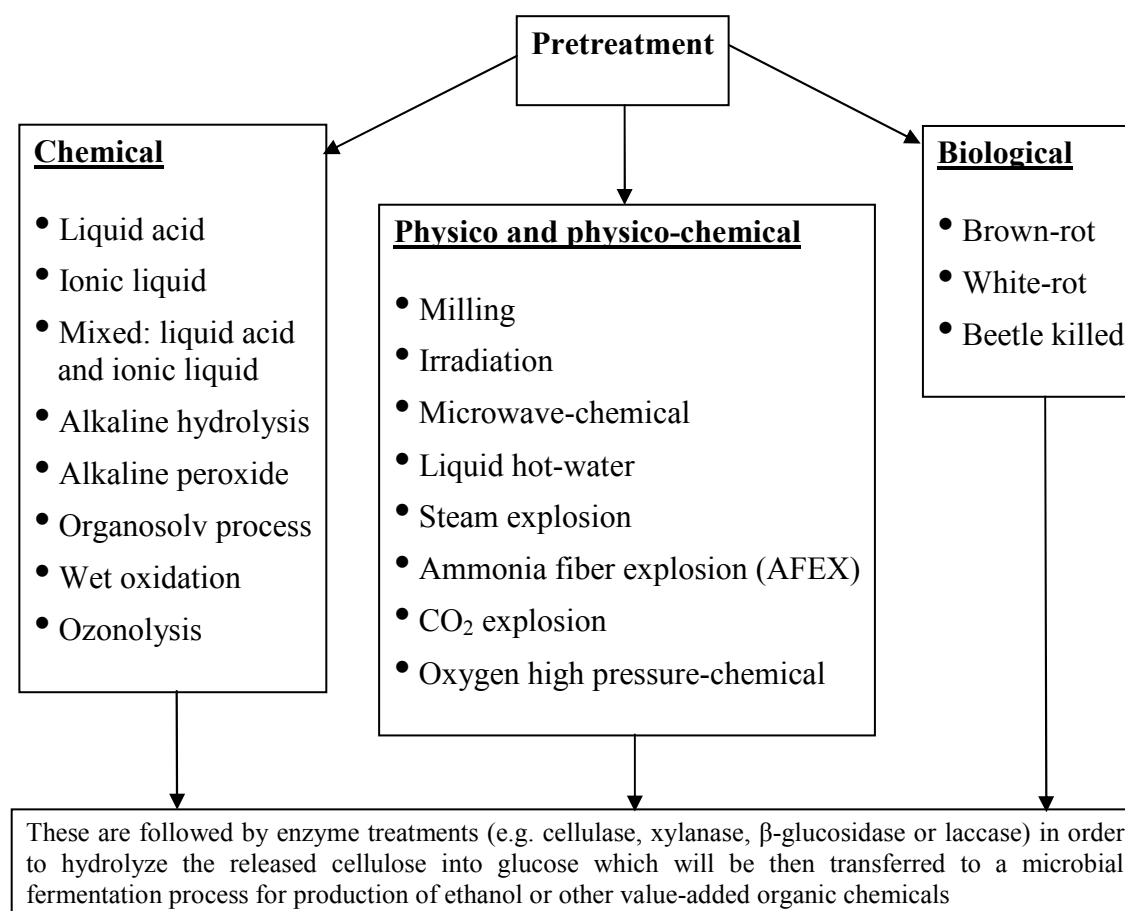 Pretreatment
Chemical
• Liquid acid
• Ionic liquid
• Mixed: liquid acid
and ionic liquid
• Alkaline hydrolysis
• Alkaline peroxide
• Organosolv process
• Wet oxidation
• Ozonolysis
Physico and physico-chemical
• Milling
• Irradiation
• Microwave-chemical
• Liquid hot-water
• Steam explosion
• Ammonia fiber explosion (AFEX)
• CO₂ explosion
• Oxygen high pressure-chemical
Biological
• Brown-rot
• White-rot
• Beetle killed
These are followed by enzyme treatments (e.g. cellulase, xylanase, β-glucosidase or laccase) in order
to hydrolyze the released cellulose into glucose which will be then transferred to a microbial
fermentation process for production of ethanol or other value-added organic chemicals